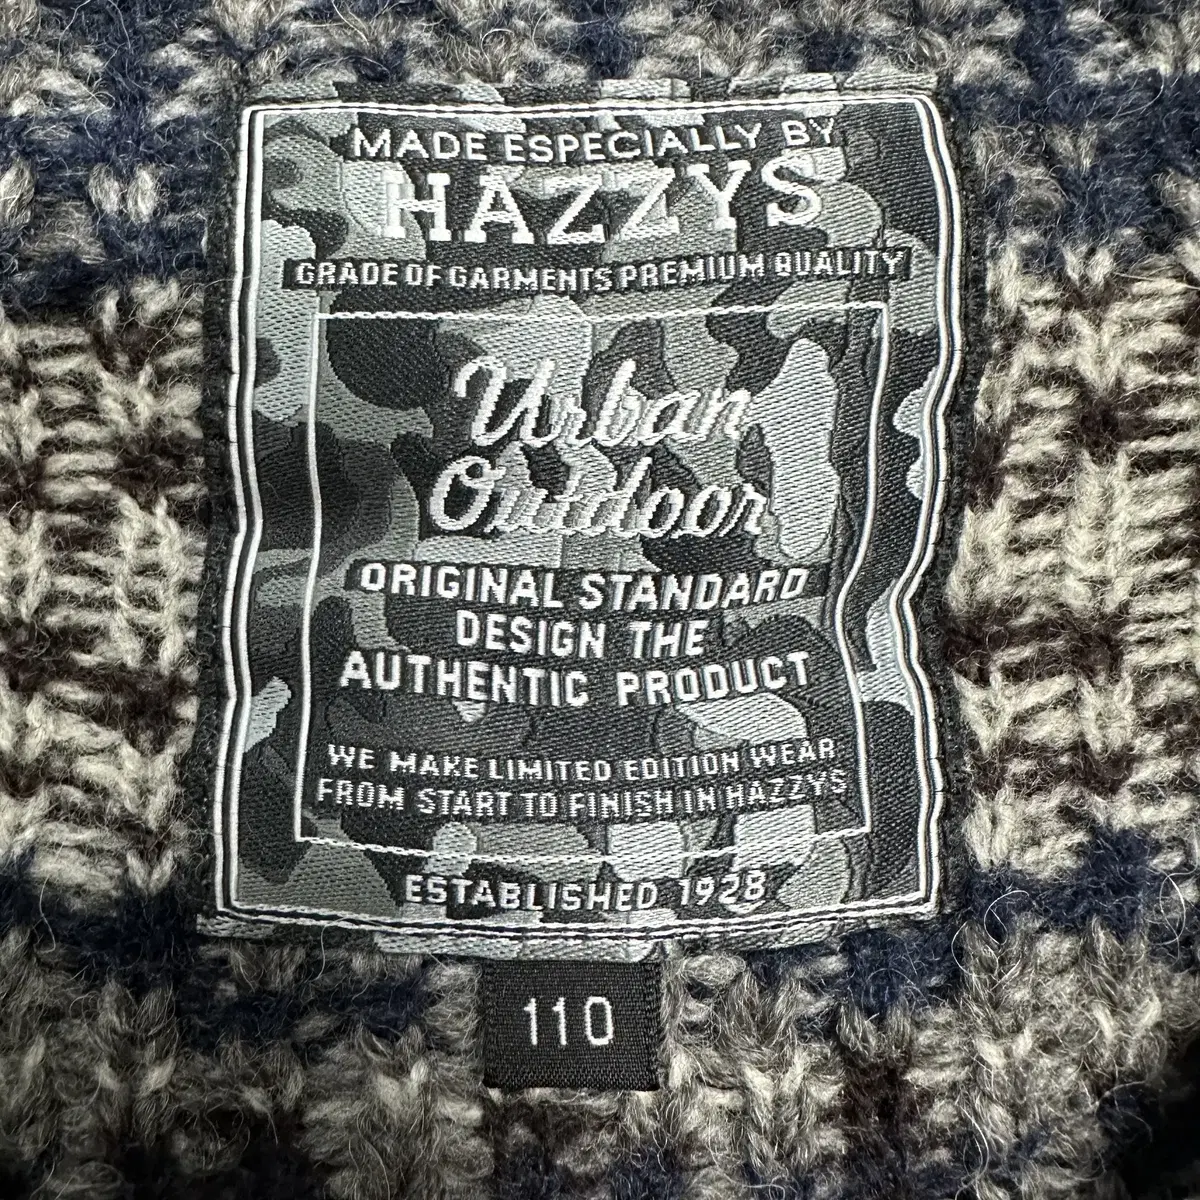 MADE ESPECIALLY BY
HAZZYS
GRADE OF GARMENTS PREMIUM QUALITY
Urban
Outdoor
ORIGINAL STANDARD
DESIGN THE
AUTHENTIC PRODUCT
WE MAKE LIMITED EDITION WEAR
FROM START TO FINISH IN HAZZYS
ESTABLISHED 1928
110